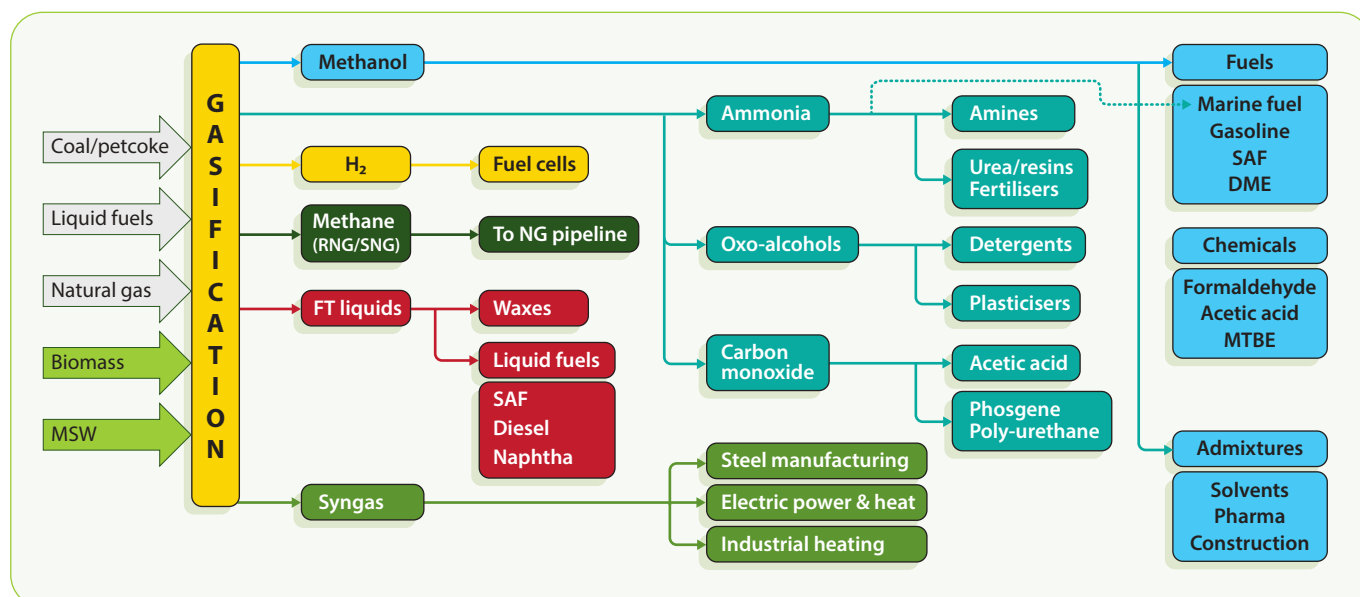 Coal/petcoke
Liquid fuels
Natural gas
Biomass
MSW
GASIFICATION
Methanol
H₂
Fuel cells
Methane
(RNG/SNG)
To NG pipeline
FT liquids
Waxes
Liquid fuels
SAF
Diesel
Naphtha
Syngas
Ammonia
Amines
Urea/resins
Fertilisers
Oxo-alcohols
Detergents
Plasticisers
Carbon
monoxide
Acetic acid
Phosgene
Poly-urethane
Steel manufacturing
Electric power & heat
Industrial heating
Fuels
Marine fuel
Gasoline
SAF
DME
Chemicals
Formaldehyde
Acetic acid
MTBE
Admixtures
Solvents
Pharma
Construction